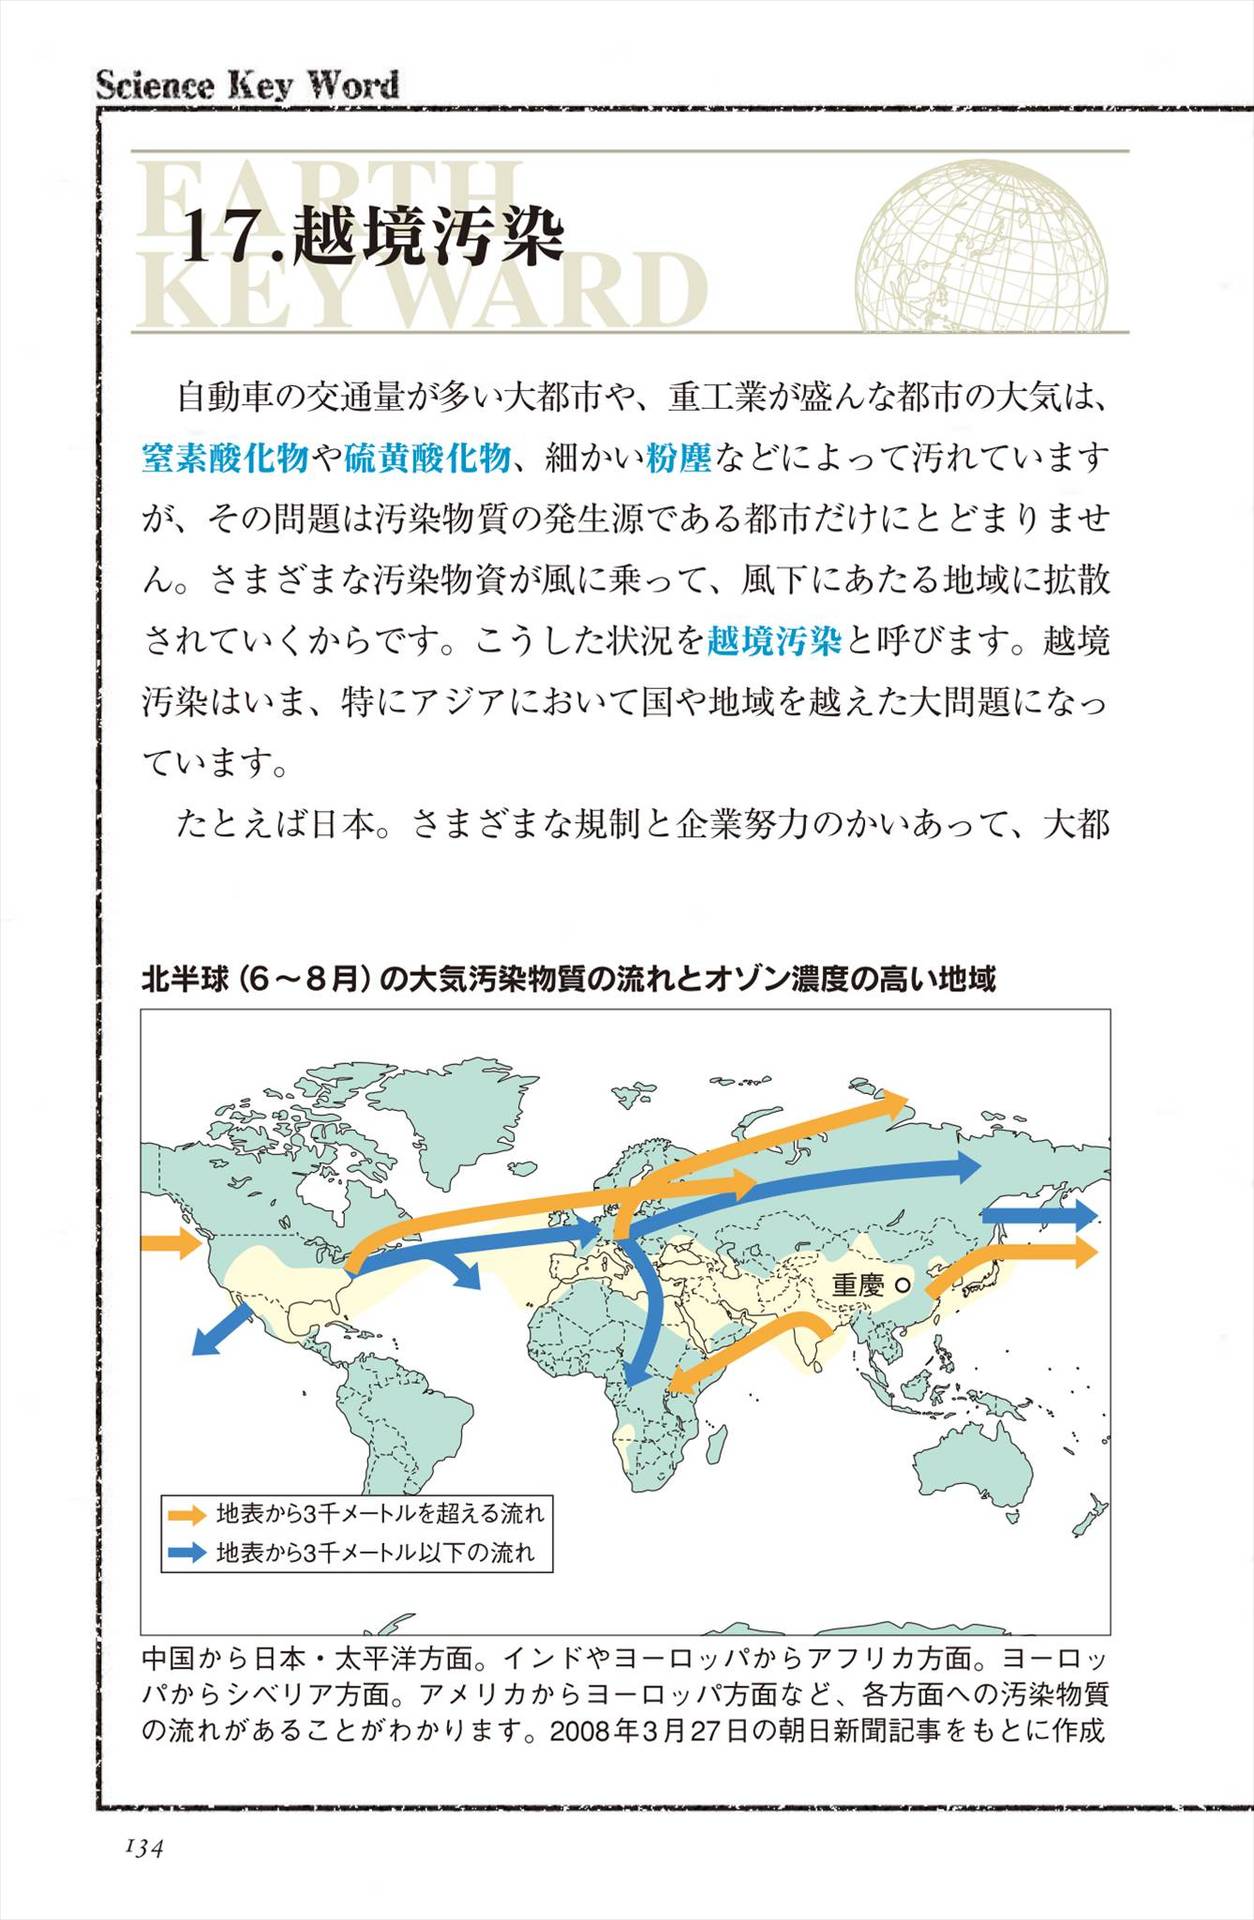 Science Key Word
EARTH
KEYWARD
17.越境汚染
自動車の交通量が多い大都市や、重工業が盛んな都市の大気は、
窒素酸化物や硫黄酸化物、細かい粉塵などによって汚れています
が、その問題は汚染物質の発生源である都市だけにとどまりませ
ん。さまざまな汚染物資が風に乗って、風下にあたる地域に拡散
されていくからです。こうした状況を越境汚染と呼びます。越境
汚染はいま、特にアジアにおいて国や地域を越えた大問題になっ
ています。
たとえば日本。さまざまな規制と企業努力のかいあって、大都
北半球（6〜8月）の大気汚染物質の流れとオゾン濃度の高い地域
重慶
地表から3千メートルを超える流れ
地表から3千メートル以下の流れ
中国から日本・太平洋方面。インドやヨーロッパからアフリカ方面。ヨーロッ
パからシベリア方面。アメリカからヨーロッパ方面など、各方面への汚染物質
の流れがあることがわかります。2008年3月27日の朝日新聞記事をもとに作成
134